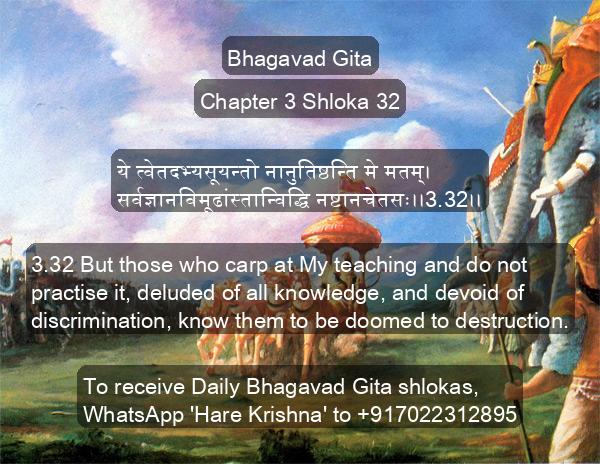 Bhagavad Gita
Chapter 3 Shloka 32
ये त्वेतदभ्यसूयन्तो नानुतिष्ठन्ति मे मतम्।
सर्वज्ञानविमूढांस्तान्विद्धि नष्टानचेतसः।।3.32।।
3.32 But those who carp at My teaching and do not
practise it, deluded of all knowledge, and devoid of
discrimination, know them to be doomed to destruction.
To receive Daily Bhagavad Gita shlokas,
WhatsApp 'Hare Krishna' to +917022312895